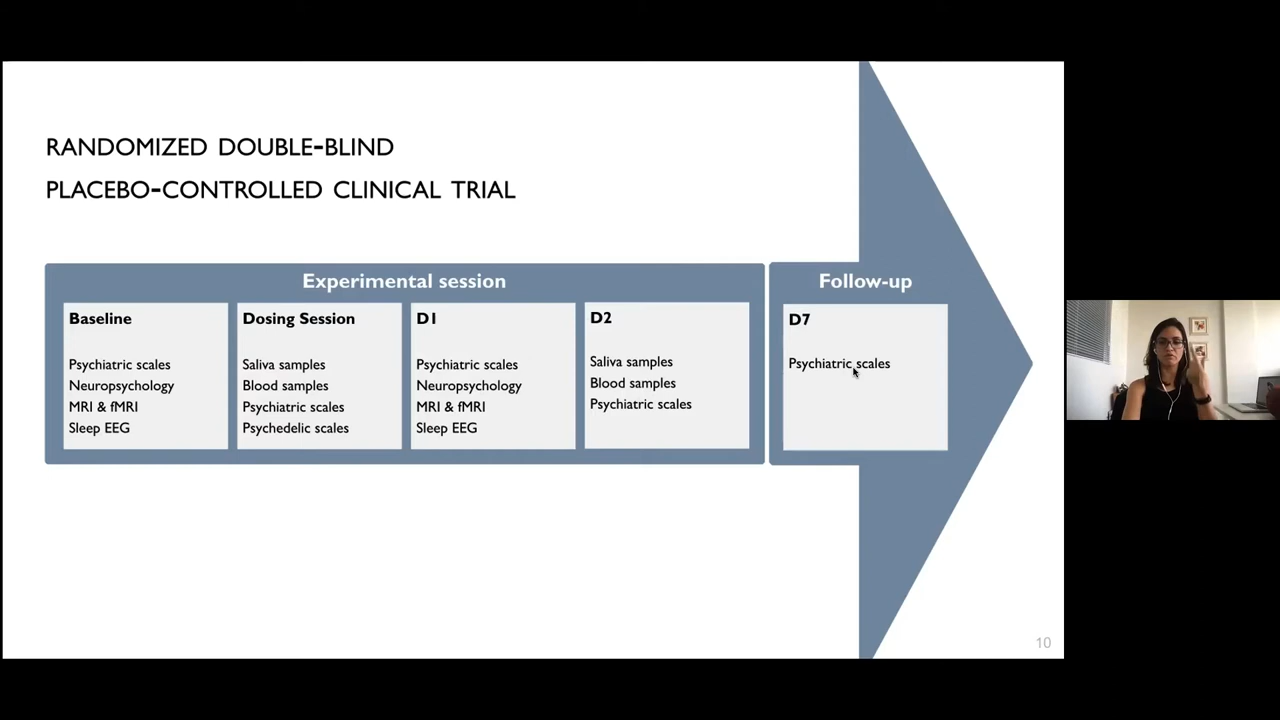 RANDOMIZED DOUBLE-BLIND
PLACEBO-CONTROLLED CLINICAL TRIAL
Experimental session
Baseline
Psychiatric scales
Neuropsychology
MRI & fMRI
Sleep EEG
Dosing Session
Saliva samples
Blood samples
Psychiatric scales
Psychedelic scales
D1
Psychiatric scales
Neuropsychology
MRI & fMRI
Sleep EEG
D2
Saliva samples
Blood samples
Psychiatric scales
Follow-up
D7
Psychiatric scales
10